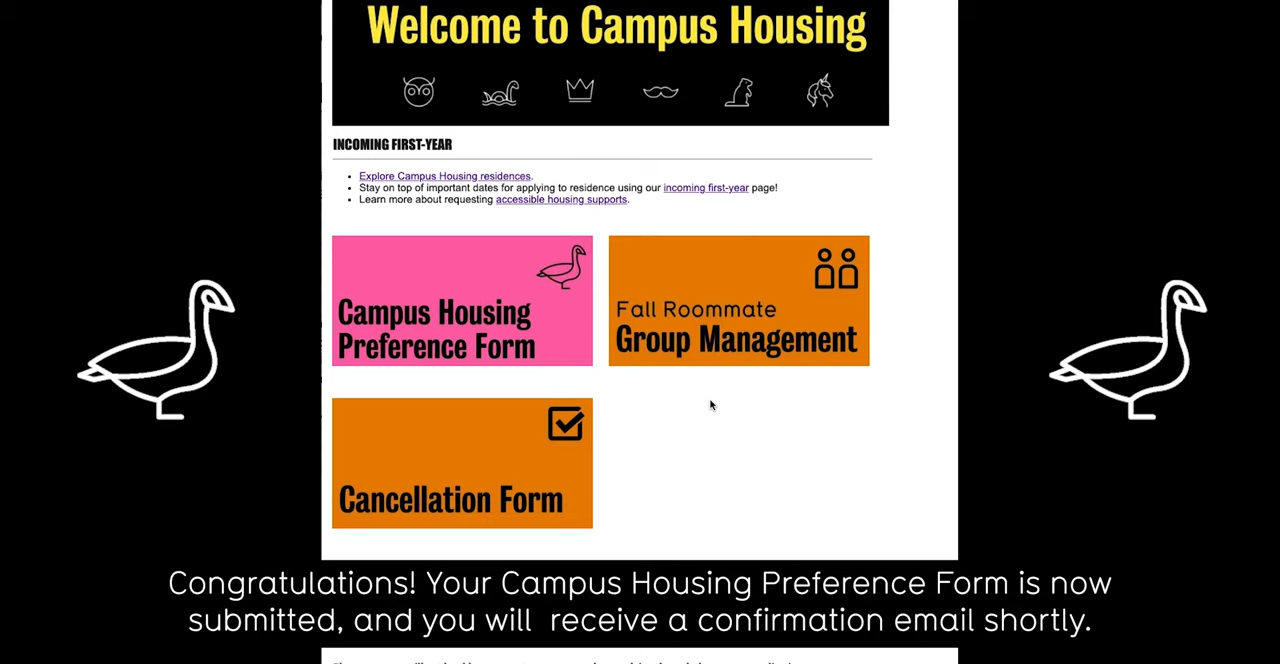 Welcome to Campus Housing
INCOMING FIRST-YEAR
Explore Campus Housing residences.
Stay on top of important dates for applying to residence using our incoming first-year page!
Learn more about requesting accessible housing supports.
Campus Housing
Preference Form
Fall Roommate
Group Management
Cancellation Form
Congratulations! Your Campus Housing Preference Form is now
submitted, and you will receive a confirmation email shortly.